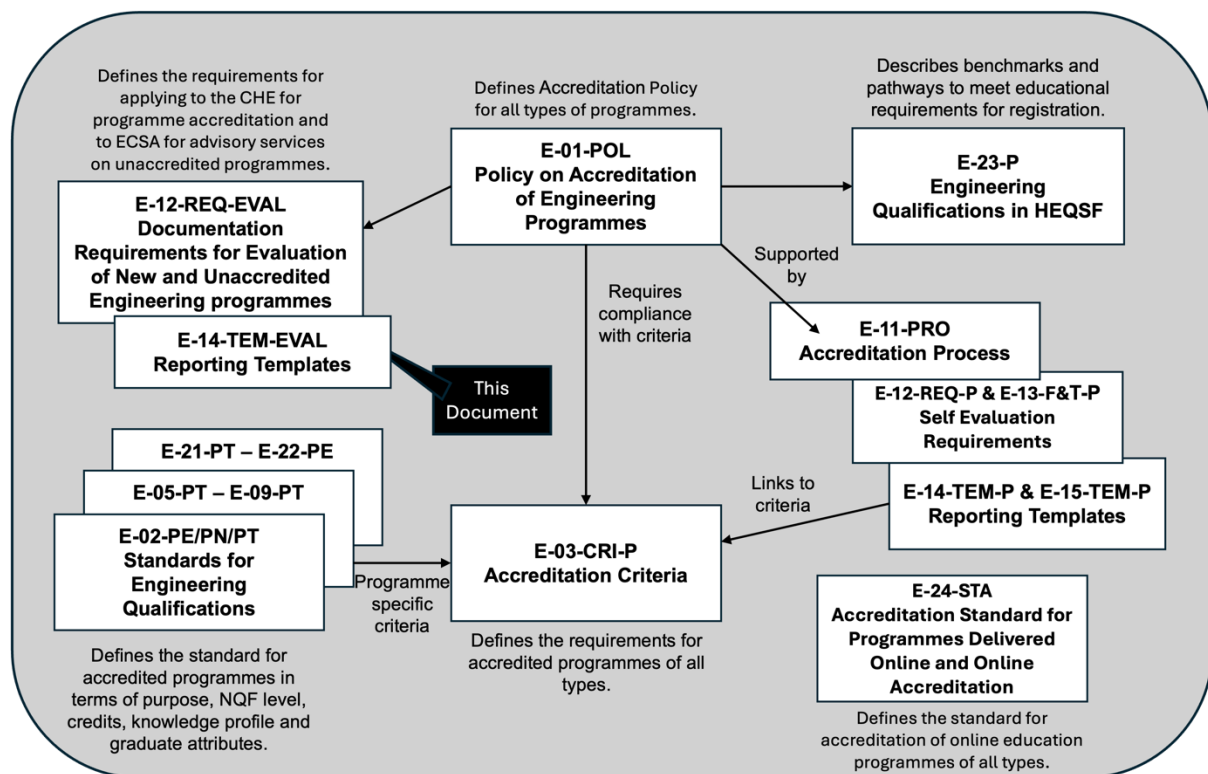 Defines the requirements for
applying to the CHE for
programme accreditation and
to ECSA for advisory services
on unaccredited programmes.
E-12-REQ-EVAL
Documentation
Requirements for Evaluation
of New and Unaccredited
Engineering programmes
E-14-TEM-EVAL
Reporting Templates
This
Document
Defines Accreditation Policy
for all types of programmes.
E-01-POL
Policy on Accreditation
of Engineering
Programmes
Describes benchmarks and
pathways to meet educational
requirements for registration.
E-23-P
Engineering
Qualifications in HEQSF
Supported
by
Requires
compliance
with criteria
E-11-PRO
Accreditation Process
E-12-REQ-P & E-13-F&T-P
Self Evaluation
Requirements
E-14-TEM-P & E-15-TEM-P
Reporting Templates
Links to
criteria
E-21-PT – E-22-PE
E-05-PT – E-09-PT
E-02-PE/PN/PT
Standards for
Engineering
Qualifications
Programme
specific
criteria
Defines the standard for
accredited programmes in
terms of purpose, NQF level,
credits, knowledge profile and
graduate attributes.
E-03-CRI-P
Accreditation Criteria
Defines the requirements for
accredited programmes of all
types.
E-24-STA
Accreditation Standard for
Programmes Delivered
Online and Online
Accreditation
Defines the standard for
accreditation of online education
programmes of all types.